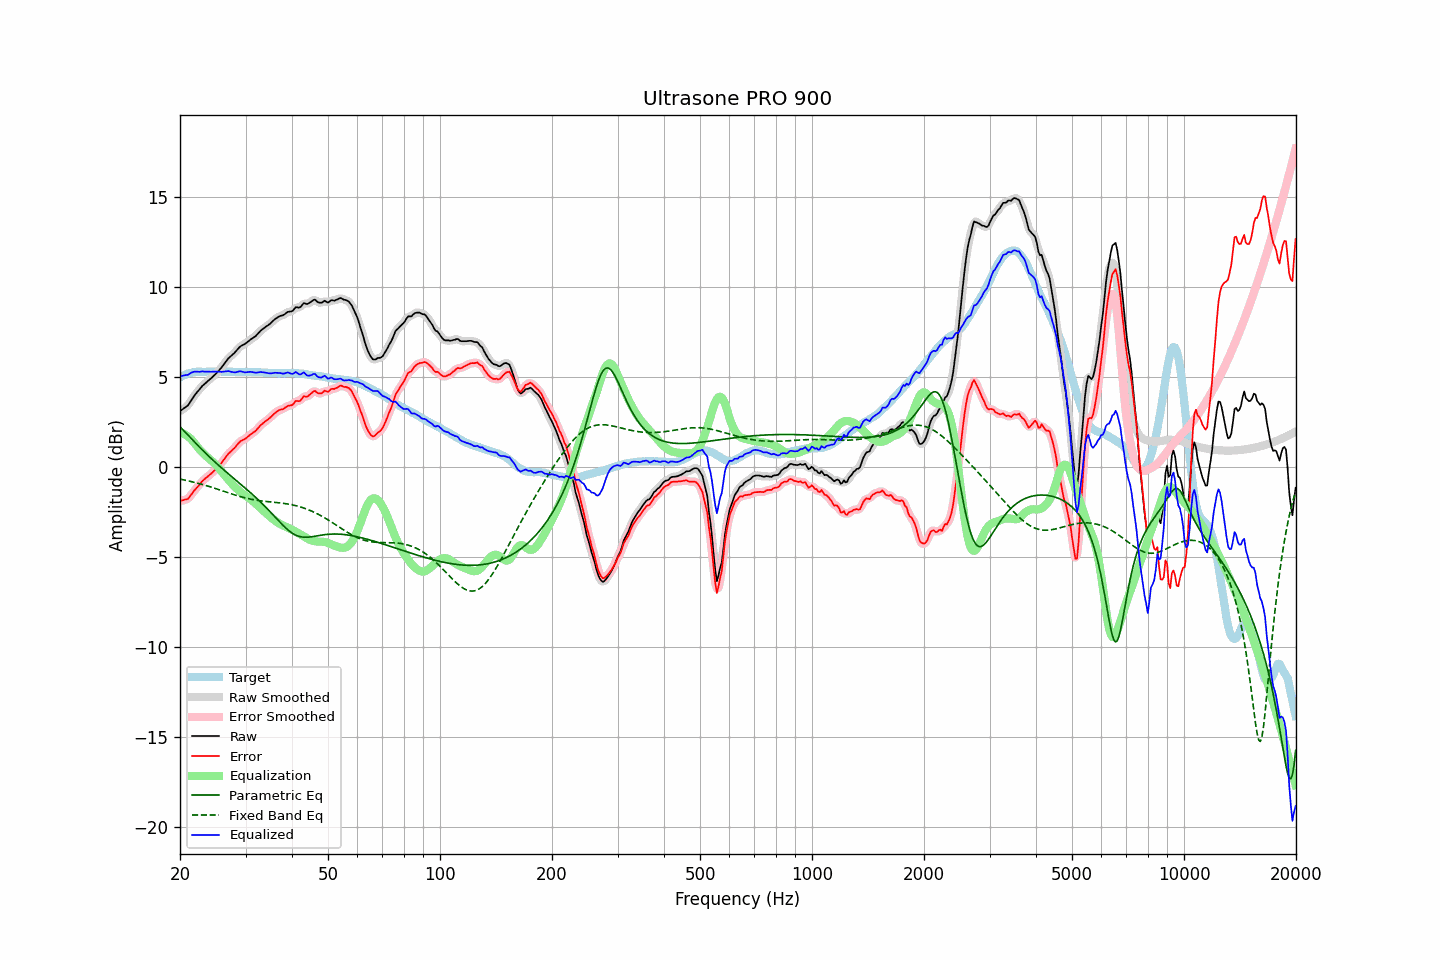 Ultrasone PRO 900
Amplitude (dBr)
15
10
5
0
−5
−10
−15
−20
Target
Raw Smoothed
Error Smoothed
Raw
Error
Equalization
Parametric Eq
Fixed Band Eq
Equalized
20 50 100 200 500 1000 2000 5000 10000 20000
Frequency (Hz)